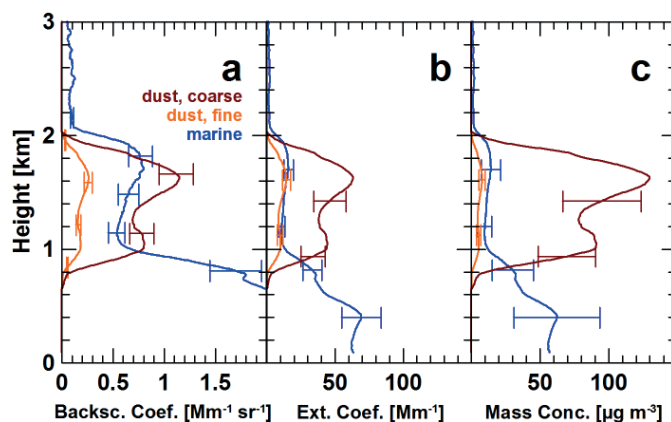 3
a
b
c
dust, coarse
dust, fine
marine
2
Height [km]
1
0
0 0.5 1 1.5
50 100
50 100
Backsc. Coef. [Mm⁻¹ sr⁻¹]
Ext. Coef. [Mm⁻¹]
Mass Conc. [µg m⁻³]